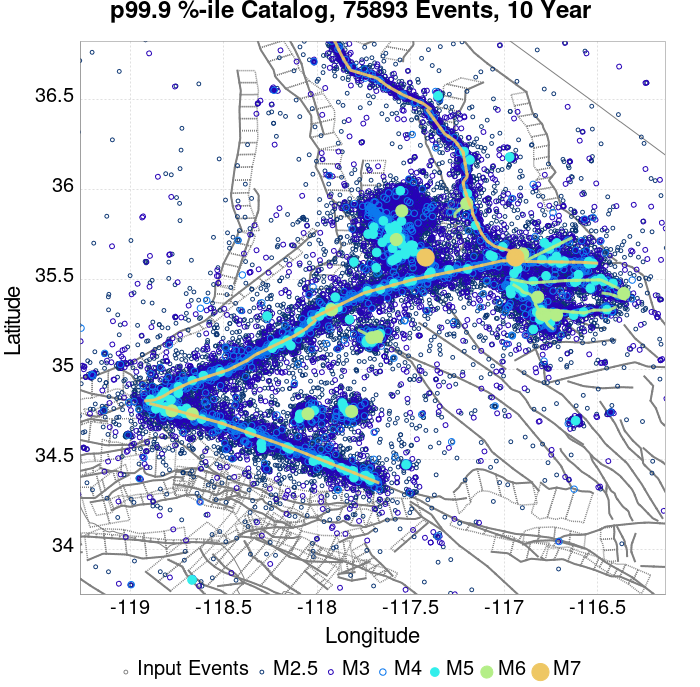 p99.9 %-ile Catalog, 75893 Events, 10 Year
36.5
36
35.5
35
34.5
34
Latitude
-119
-118.5
-118
-117.5
-117
-116.5
Longitude
Input Events
M2.5
M3
M4
M5
M6
M7